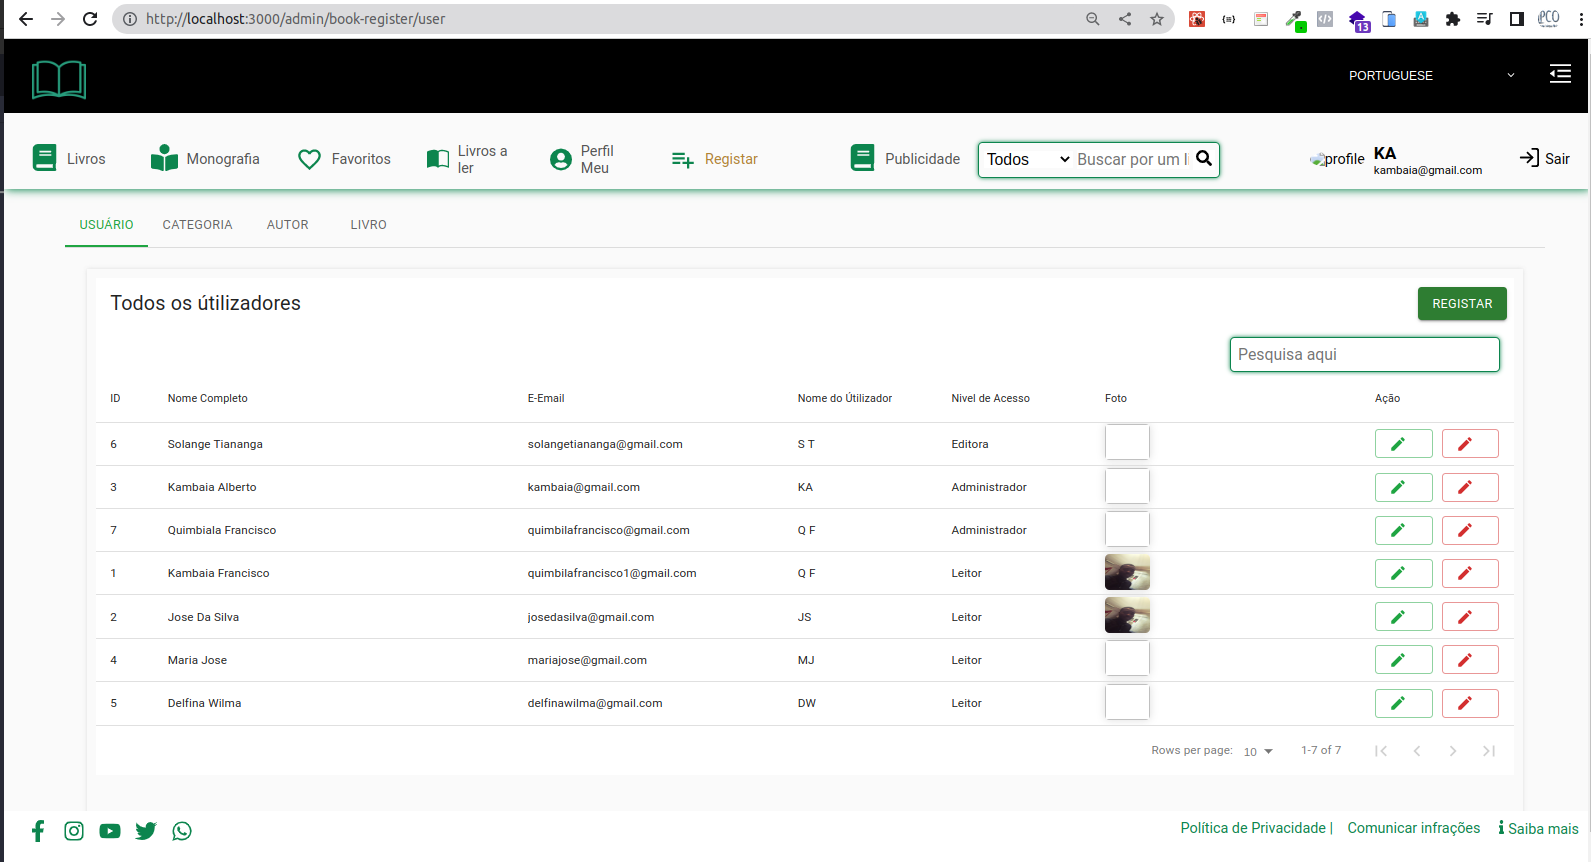 http://localhost:3000/admin/book-register/user
13
PORTUGUESE
Livros
Monografia
Favoritos
Livros a
ler
Perfil
Meu
Registar
Publicidade
Todos
Buscar por um l
profile
KA
kambaia@gmail.com
Sair
USUÁRIO CATEGORIA AUTOR LIVRO
Todos os útilizadores
REGISTAR
Pesquisa aqui
ID Nome Completo E-Email Nome do Útilizador Nivel de Acesso Foto Ação
6 Solange Tiananga solangetiananga@gmail.com S T Editora
3 Kambaia Alberto kambaia@gmail.com KA Administrador
7 Quimbiala Francisco quimbilafrancisco@gmail.com Q F Administrador
1 Kambaia Francisco quimbilafrancisco1@gmail.com Q F Leitor
2 Jose Da Silva josedasilva@gmail.com JS Leitor
4 Maria Jose mariajose@gmail.com MJ Leitor
5 Delfina Wilma delfinawilma@gmail.com DW Leitor
Rows per page: 10 1-7 of 7
Política de Privacidade | Comunicar infrações Saiba mais